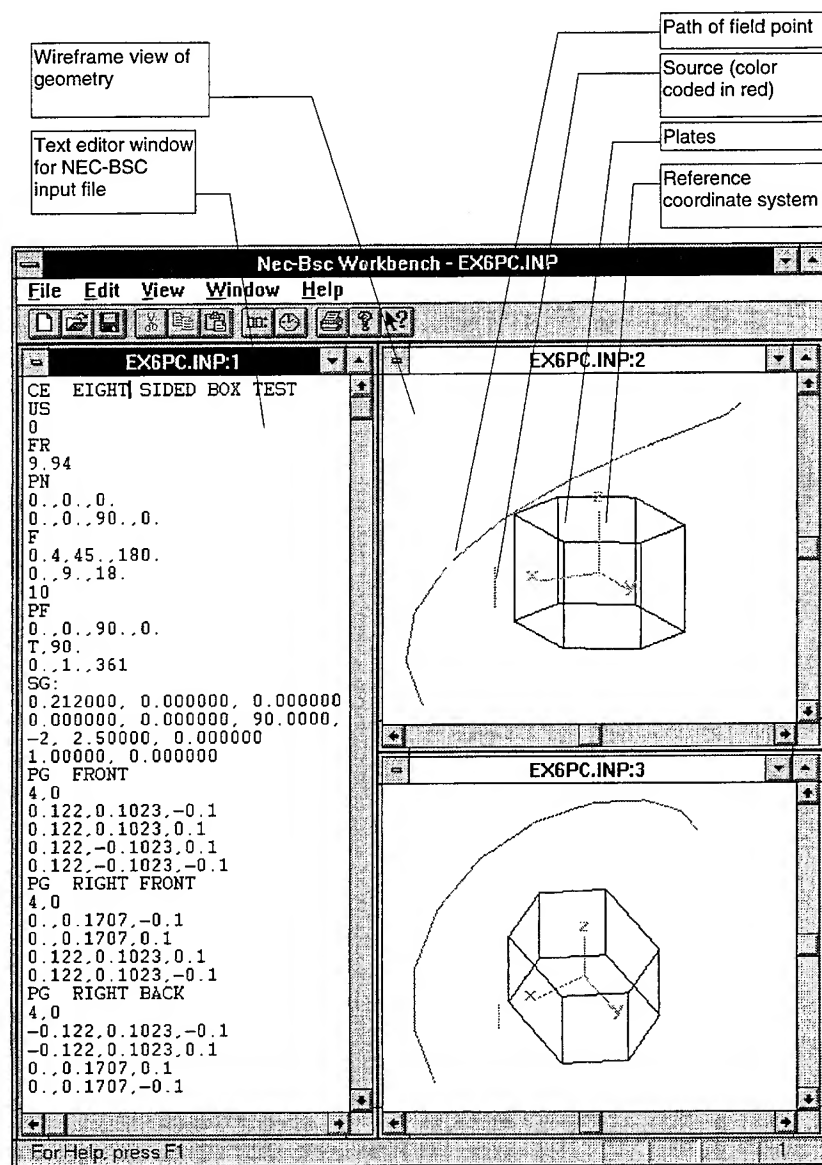 Wireframe view of
geometry
Text editor window
for NEC-BSC
input file
Path of field point
Source (color
coded in red)
Plates
Reference
coordinate system
Nec-Bsc Workbench - EX6PC.INP
File Edit View Window Help
EX6PC.INP:1
CE EIGHT SIDED BOX TEST
US
0
FR
9.94
PN
0.,0.,0.
0.,0.,90.,0.
F
0.4,45.,180.
0.,9.,18.
10
PF
0.,0.,90.,0.
T,90.
0.,1.,361
SG:
0.212000, 0.000000, 0.000000
0.000000, 0.000000, 90.0000,
-2, 2.50000, 0.000000
1.00000, 0.000000
PG FRONT
4,0
0.122,0.1023,-0.1
0.122,0.1023,0.1
0.122,-0.1023,0.1
0.122,-0.1023,-0.1
PG RIGHT FRONT
4,0
0.,0.1707,-0.1
0.,0.1707,0.1
0.122,0.1023,0.1
0.122,0.1023,-0.1
PG RIGHT BACK
4,0
-0.122,0.1023,-0.1
-0.122,0.1023,0.1
0.,0.1707,0.1
0.,0.1707,-0.1
EX6PC.INP:2
z
x
y
EX6PC.INP:3
z
x
y
For Help, press F1
1